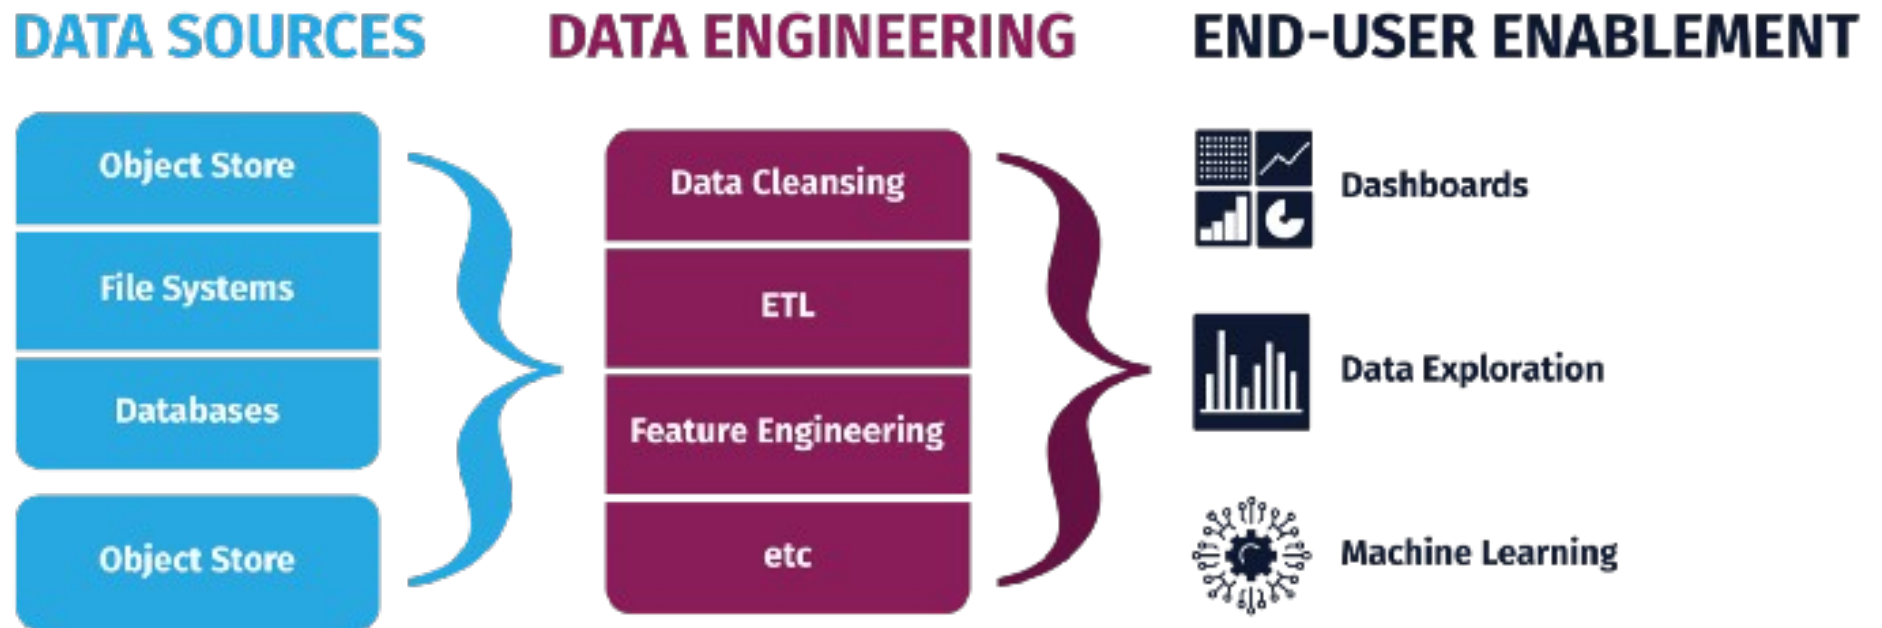 DATA SOURCES
Object Store
File Systems
Databases
Object Store
DATA ENGINEERING
Data Cleansing
ETL
Feature Engineering
etc
END-USER ENABLEMENT
Dashboards
Data Exploration
Machine Learning